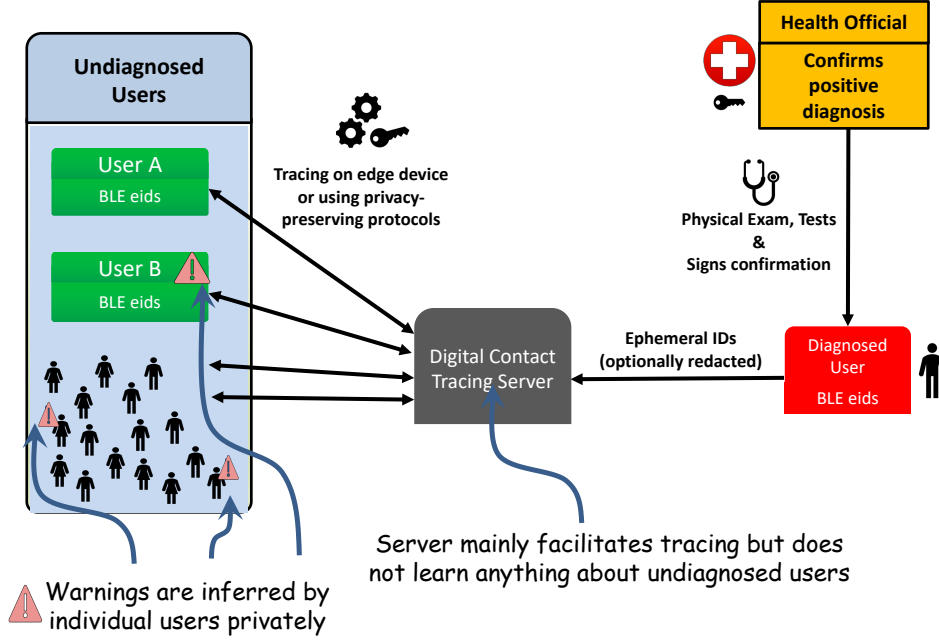 Undiagnosed
Users
User A
BLE eids
User B
BLE eids
Tracing on edge device
or using privacy-
preserving protocols
Health Official
Confirms
positive
diagnosis
Physical Exam, Tests
&
Signs confirmation
Digital Contact
Tracing Server
Ephemeral IDs
(optionally redacted)
Diagnosed
User
BLE eids
Server mainly facilitates tracing but does
not learn anything about undiagnosed users
Warnings are inferred by
individual users privately